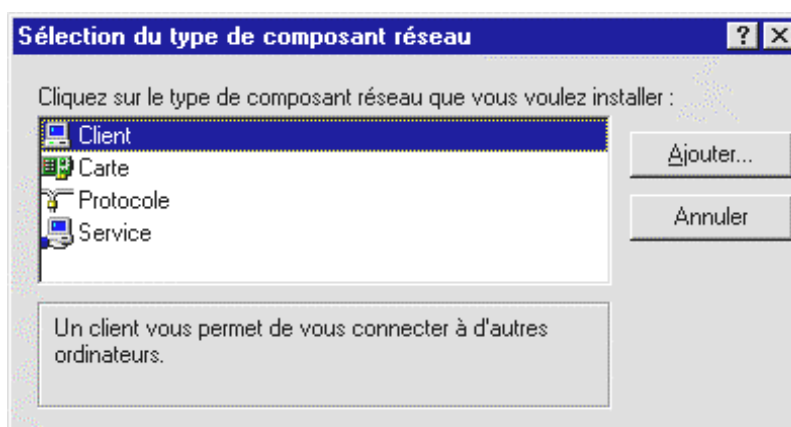 Sélection du type de composant réseau
Cliquez sur le type de composant réseau que vous voulez installer :
Client
Carte
Protocole
Service
Ajouter...
Annuler
Un client vous permet de vous connecter à d'autres
ordinateurs.